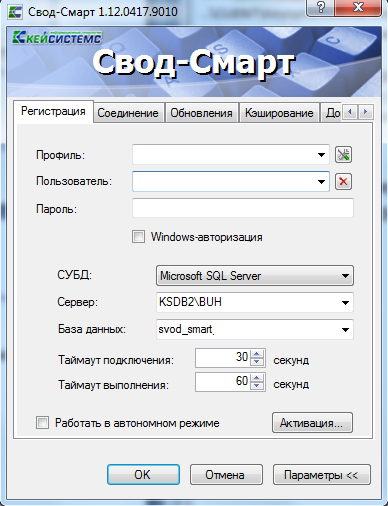 Свод-Смарт 1.12.0417.9010
КЕЙСИСТЕМС
Свод-Смарт
Регистрация Соединение Обновления Кэширование До
Профиль:
Пользователь:
Пароль:
Windows-авторизация
СУБД: Microsoft SQL Server
Сервер: KSDB2\BUH
База данных: svod_smart
Таймаут подключения: 30 секунд
Таймаут выполнения: 60 секунд
Работать в автономном режиме Активация...
OK Отмена Параметры <<